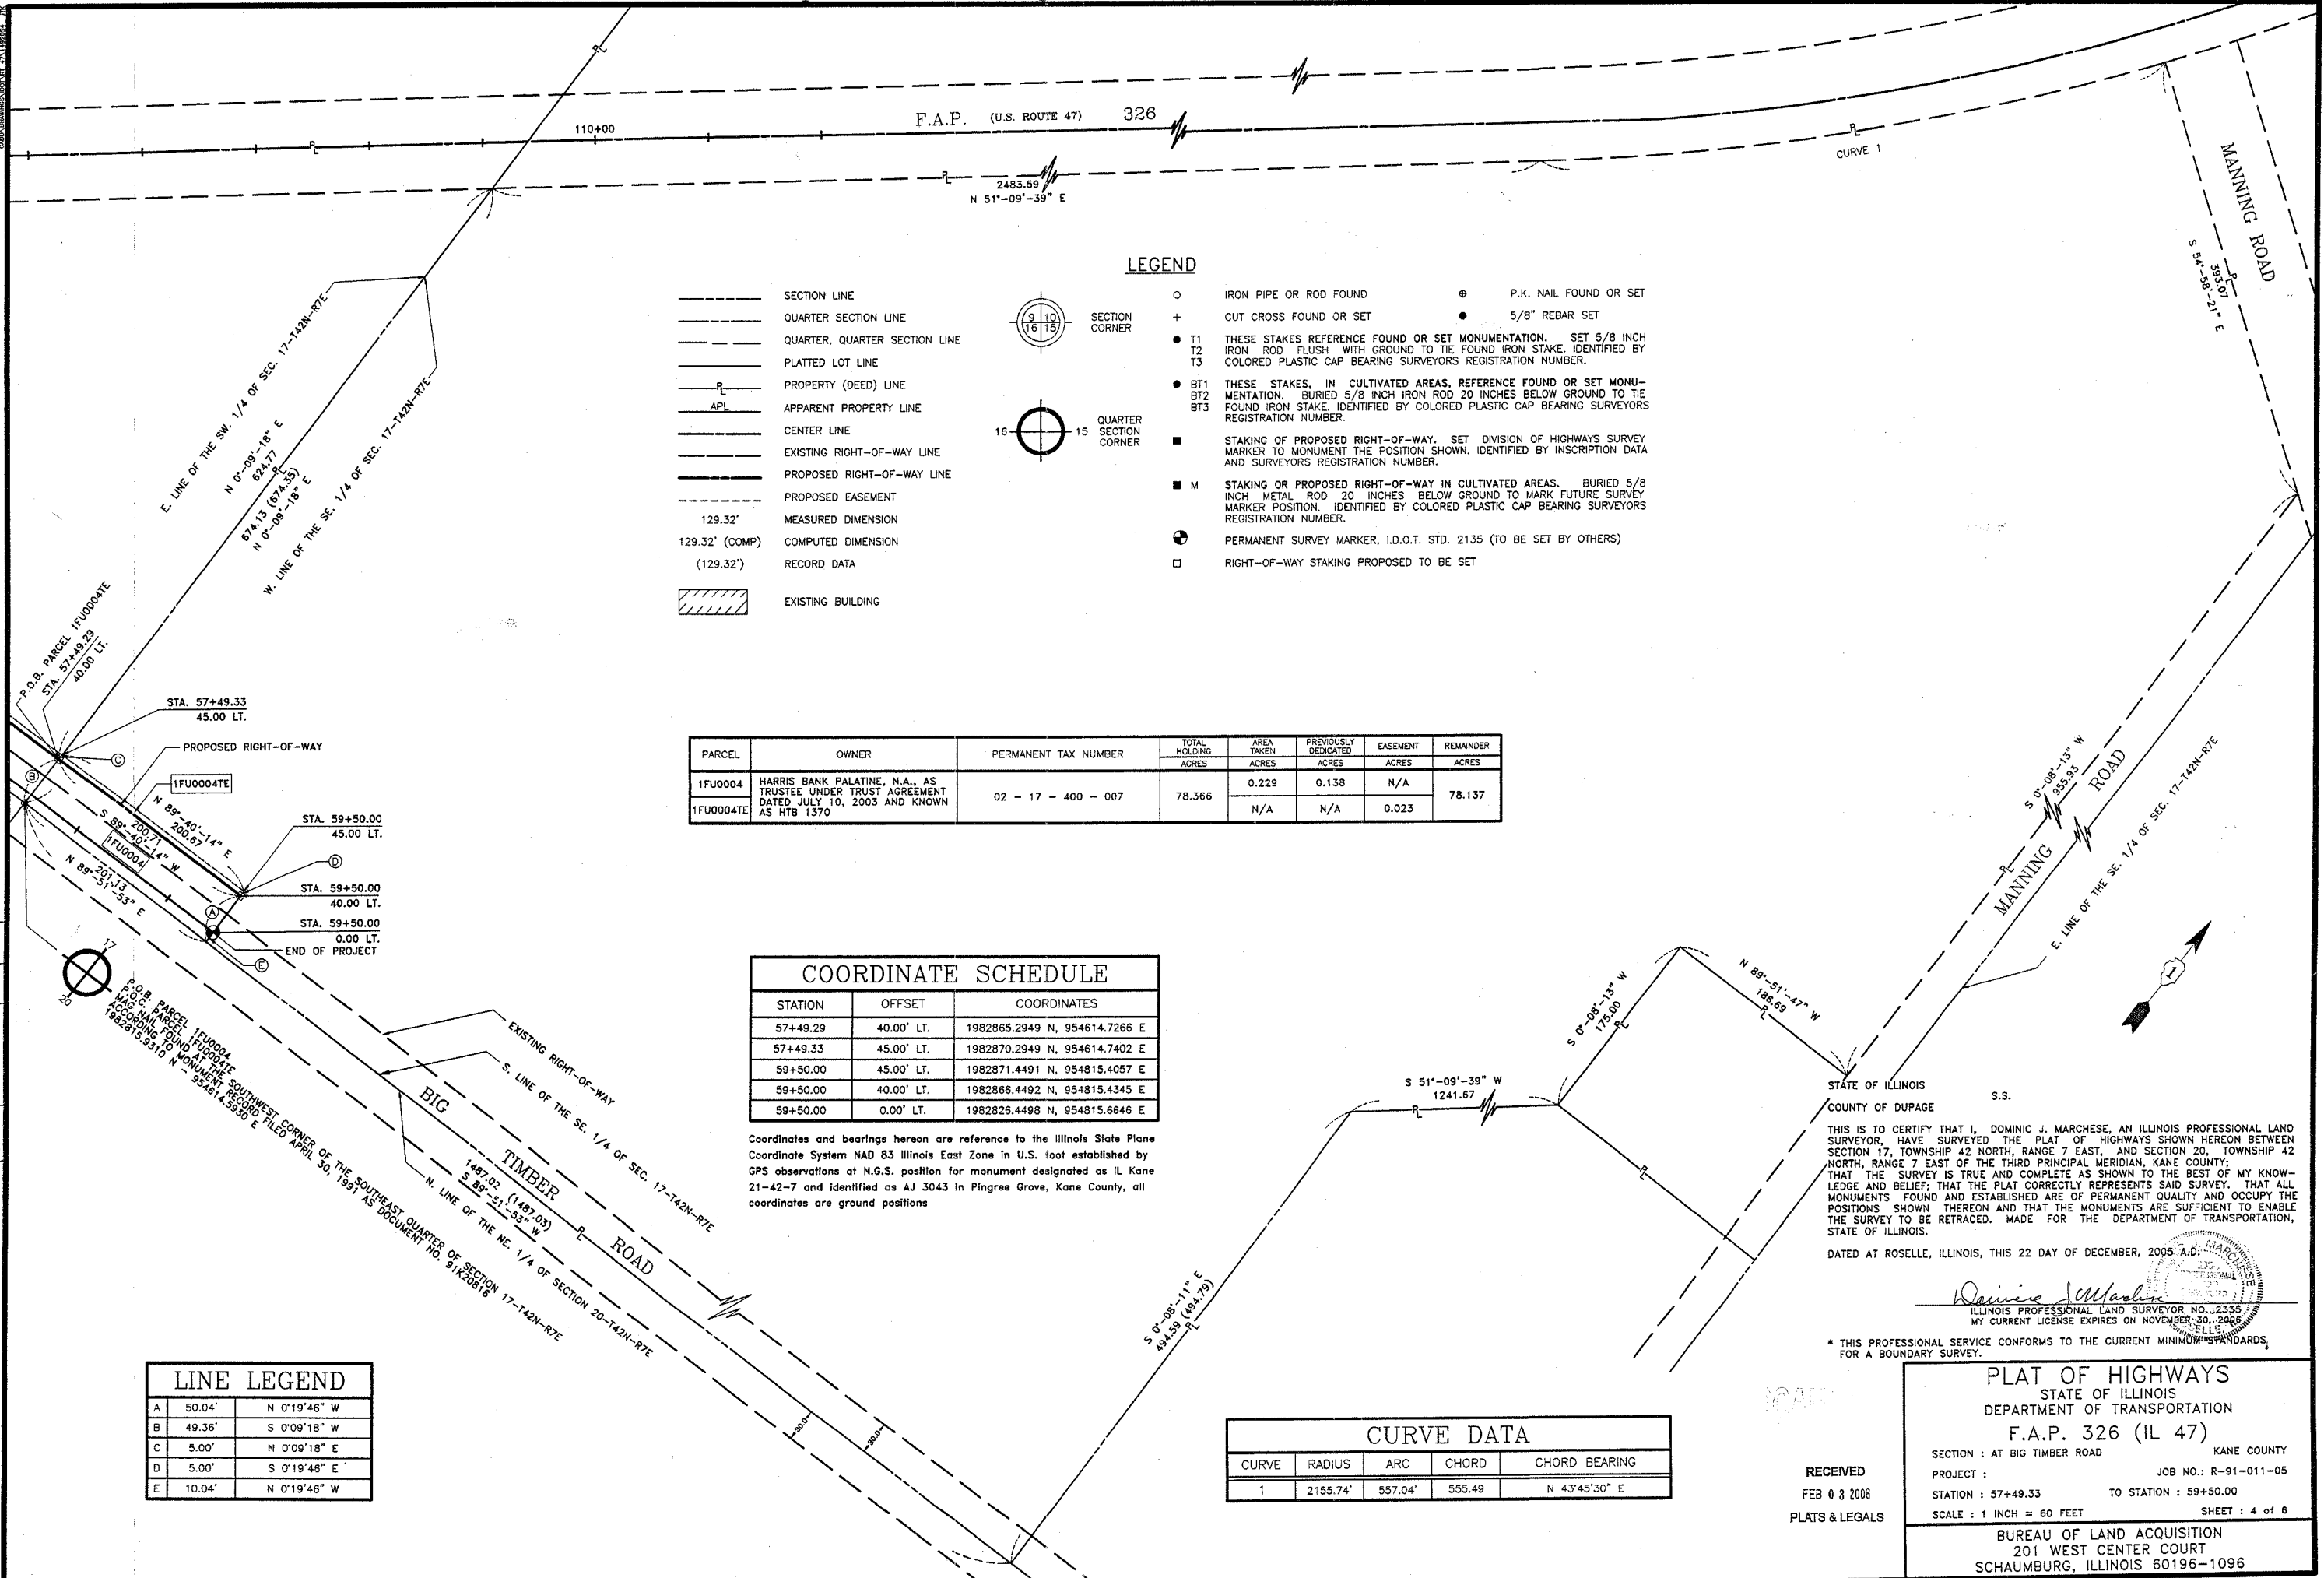 F.A.P. (U.S. ROUTE 47) 326
110+00
2483.59
N 51°-09'-39" E
CURVE 1
MANNING ROAD
393.07
S 54°-58'-21" E
E. LINE OF THE SW. 1/4 OF SEC. 17-T42N-R7E
N 0°-09'-18" E
624.77
674.13 (674.35)
N 0°-09'-18" E
W. LINE OF THE SE. 1/4 OF SEC. 17-T42N-R7E
LEGEND
SECTION LINE
QUARTER SECTION LINE
QUARTER, QUARTER SECTION LINE
PLATTED LOT LINE
PROPERTY (DEED) LINE
APL APPARENT PROPERTY LINE
CENTER LINE
EXISTING RIGHT-OF-WAY LINE
PROPOSED RIGHT-OF-WAY LINE
PROPOSED EASEMENT
129.32' MEASURED DIMENSION
129.32' (COMP) COMPUTED DIMENSION
(129.32') RECORD DATA
EXISTING BUILDING
9 10
16 15
SECTION
CORNER
16 15
QUARTER
SECTION
CORNER
IRON PIPE OR ROD FOUND
P.K. NAIL FOUND OR SET
CUT CROSS FOUND OR SET
5/8" REBAR SET
T1 THESE STAKES REFERENCE FOUND OR SET MONUMENTATION. SET 5/8 INCH
T2 IRON ROD FLUSH WITH GROUND TO TIE FOUND IRON STAKE. IDENTIFIED BY
T3 COLORED PLASTIC CAP BEARING SURVEYORS REGISTRATION NUMBER.
BT1 THESE STAKES, IN CULTIVATED AREAS, REFERENCE FOUND OR SET MONU-
BT2 MENTATION. BURIED 5/8 INCH IRON ROD 20 INCHES BELOW GROUND TO TIE
BT3 FOUND IRON STAKE. IDENTIFIED BY COLORED PLASTIC CAP BEARING SURVEYORS
REGISTRATION NUMBER.
STAKING OF PROPOSED RIGHT-OF-WAY. SET DIVISION OF HIGHWAYS SURVEY
MARKER TO MONUMENT THE POSITION SHOWN. IDENTIFIED BY INSCRIPTION DATA
AND SURVEYORS REGISTRATION NUMBER.
M STAKING OR PROPOSED RIGHT-OF-WAY IN CULTIVATED AREAS. BURIED 5/8
INCH METAL ROD 20 INCHES BELOW GROUND TO MARK FUTURE SURVEY
MARKER POSITION. IDENTIFIED BY COLORED PLASTIC CAP BEARING SURVEYORS
REGISTRATION NUMBER.
PERMANENT SURVEY MARKER, I.D.O.T. STD. 2135 (TO BE SET BY OTHERS)
RIGHT-OF-WAY STAKING PROPOSED TO BE SET
P.O.B. PARCEL 1FU0004TE
STA. 57+49.29
40.00 LT.
STA. 57+49.33
45.00 LT.
PROPOSED RIGHT-OF-WAY
C
B
1FU0004TE
N 89°-40'-14" E
200.67
200.71
S 89°-40'-14" W
1FU0004
201.13
N 89°-51'-53" E
STA. 59+50.00
45.00 LT.
D
STA. 59+50.00
40.00 LT.
A
STA. 59+50.00
0.00 LT.
END OF PROJECT
E
17
20
P.O.B. PARCEL 1FU0004
P.O.C. PARCEL 1FU0004TE
MAG NAIL FOUND AT THE SOUTHWEST CORNER OF THE SOUTHEAST QUARTER OF SECTION 17-T42N-R7E
ACCORDING TO MONUMENT RECORD FILED APRIL 30, 1991 AS DOCUMENT NO. 91K20816
1982815.9310 N - 954614.5930 E
PARCEL OWNER PERMANENT TAX NUMBER TOTAL HOLDING AREA TAKEN PREVIOUSLY DEDICATED EASEMENT REMAINDER
ACRES ACRES ACRES ACRES ACRES
1FU0004 HARRIS BANK PALATINE, N.A., AS TRUSTEE UNDER TRUST AGREEMENT DATED JULY 10, 2003 AND KNOWN AS HTB 1370 02 - 17 - 400 - 007 78.366 0.229 0.138 N/A 78.137
1FU0004TE N/A N/A 0.023
COORDINATE SCHEDULE
STATION OFFSET COORDINATES
57+49.29 40.00' LT. 1982865.2949 N, 954614.7266 E
57+49.33 45.00' LT. 1982870.2949 N, 954614.7402 E
59+50.00 45.00' LT. 1982871.4491 N, 954815.4057 E
59+50.00 40.00' LT. 1982866.4492 N, 954815.4345 E
59+50.00 0.00' LT. 1982826.4498 N, 954815.6646 E
Coordinates and bearings hereon are reference to the Illinois State Plane
Coordinate System NAD 83 Illinois East Zone in U.S. foot established by
GPS observations at N.G.S. position for monument designated as IL Kane
21-42-7 and identified as AJ 3043 in Pingree Grove, Kane County, all
coordinates are ground positions
EXISTING RIGHT-OF-WAY
S. LINE OF THE SE. 1/4 OF SEC. 17-T42N-R7E
BIG TIMBER ROAD
1487.02 (1487.03)
S 89°-51'-53" W
N. LINE OF THE NE. 1/4 OF SECTION 20-T42N-R7E
30.0
30.0
S 0°-08'-11" E
494.59 (494.79)
S 51°-09'-39" W
1241.67
S 0°-08'-13" W
175.00
N 89°-51'-47" W
186.69
S 0°-08'-13" W
955.93
MANNING ROAD
E. LINE OF THE SE. 1/4 OF SEC. 17-T42N-R7E
1
LINE LEGEND
A 50.04' N 0°19'46" W
B 49.36' S 0°09'18" W
C 5.00' N 0°09'18" E
D 5.00' S 0°19'46" E
E 10.04' N 0°19'46" W
CURVE DATA
CURVE RADIUS ARC CHORD CHORD BEARING
1 2155.74' 557.04' 555.49 N 43°45'30" E
STATE OF ILLINOIS
S.S.
COUNTY OF DUPAGE
THIS IS TO CERTIFY THAT I, DOMINIC J. MARCHESE, AN ILLINOIS PROFESSIONAL LAND
SURVEYOR, HAVE SURVEYED THE PLAT OF HIGHWAYS SHOWN HEREON BETWEEN
SECTION 17, TOWNSHIP 42 NORTH, RANGE 7 EAST, AND SECTION 20, TOWNSHIP 42
NORTH, RANGE 7 EAST OF THE THIRD PRINCIPAL MERIDIAN, KANE COUNTY;
THAT THE SURVEY IS TRUE AND COMPLETE AS SHOWN TO THE BEST OF MY KNOW-
LEDGE AND BELIEF; THAT THE PLAT CORRECTLY REPRESENTS SAID SURVEY. THAT ALL
MONUMENTS FOUND AND ESTABLISHED ARE OF PERMANENT QUALITY AND OCCUPY THE
POSITIONS SHOWN THEREON AND THAT THE MONUMENTS ARE SUFFICIENT TO ENABLE
THE SURVEY TO BE RETRACED. MADE FOR THE DEPARTMENT OF TRANSPORTATION,
STATE OF ILLINOIS.
DATED AT ROSELLE, ILLINOIS, THIS 22 DAY OF DECEMBER, 2005 A.D.
ILLINOIS PROFESSIONAL LAND SURVEYOR NO. 2335
MY CURRENT LICENSE EXPIRES ON NOVEMBER 30, 2006
* THIS PROFESSIONAL SERVICE CONFORMS TO THE CURRENT MINIMUM STANDARDS
FOR A BOUNDARY SURVEY.
RECEIVED
FEB 03 2006
PLATS & LEGALS
PLAT OF HIGHWAYS
STATE OF ILLINOIS
DEPARTMENT OF TRANSPORTATION
F.A.P. 326 (IL 47)
SECTION : AT BIG TIMBER ROAD KANE COUNTY
PROJECT : JOB NO.: R-91-011-05
STATION : 57+49.33 TO STATION : 59+50.00
SCALE : 1 INCH = 60 FEET SHEET : 4 of 6
BUREAU OF LAND ACQUISITION
201 WEST CENTER COURT
SCHAUMBURG, ILLINOIS 60196-1096